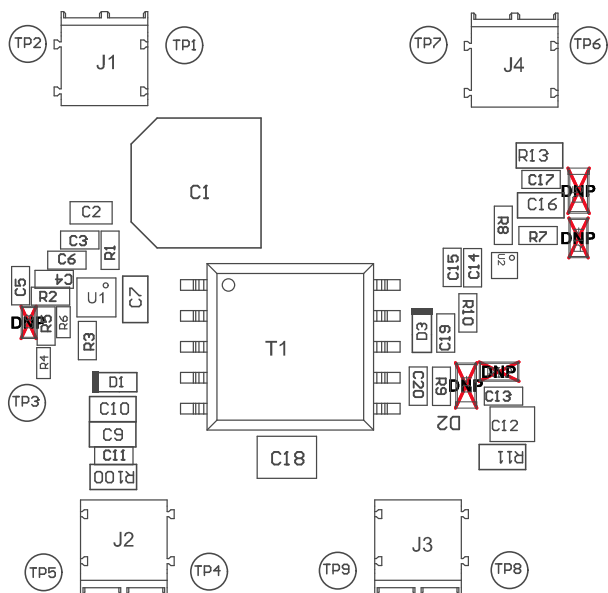 TP2
J1
TP1
TP7
J4
TP6
C1
R13
C17
DNP
C16
C2
R8
R7
DNP
C3
R1
C6
C15
C14
U2
C4
C5
R2
U1
C7
R10
DNP
R5
R6
R3
T1
D3
C19
R4
TP3
D1
C20
R9
DNP
DNP
C13
C10
C9
D2
C12
C11
C18
R11
R100
J2
J3
TP5
TP4
TP9
TP8